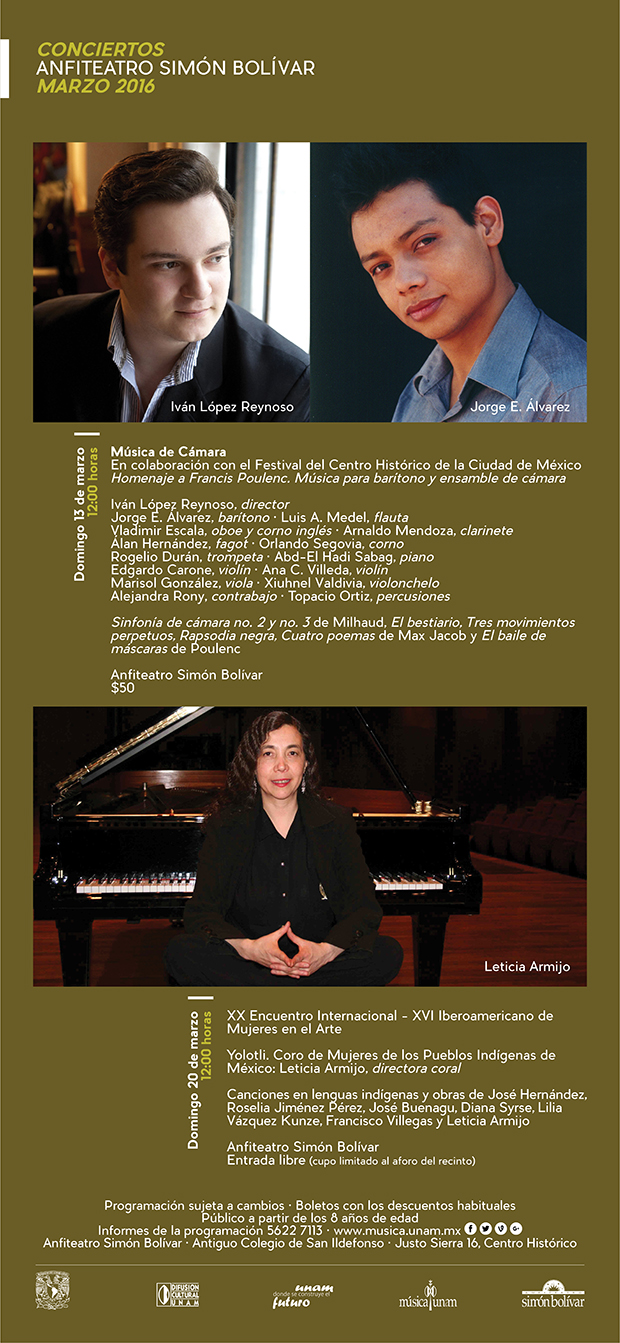 CONCIERTOS
ANFITEATRO SIMÓN BOLÍVAR
MARZO 2016
Iván López Reynoso
Jorge E. Álvarez
Domingo 13 de marzo
12:00 horas
Música de Cámara
En colaboración con el Festival del Centro Histórico de la Ciudad de México
Homenaje a Francis Poulenc. Música para barítono y ensamble de cámara
Iván López Reynoso, director
Jorge E. Álvarez, barítono · Luis A. Medel, flauta
Vladimir Escala, oboe y corno inglés · Arnaldo Mendoza, clarinete
Álan Hernández, fagot · Orlando Segovia, corno
Rogelio Durán, trompeta · Abd-El Hadi Sabag, piano
Edgardo Carone, violín · Ana C. Villeda, violín
Marisol González, viola · Xiuhnel Valdivia, violonchelo
Alejandra Rony, contrabajo · Topacio Ortiz, percusiones
Sinfonía de cámara no. 2 y no. 3 de Milhaud, El bestiario, Tres movimientos
perpetuos, Rapsodia negra, Cuatro poemas de Max Jacob y El baile de
máscaras de Poulenc
Anfiteatro Simón Bolívar
$50
Leticia Armijo
Domingo 20 de marzo
12:00 horas
XX Encuentro Internacional - XVI Iberoamericano de
Mujeres en el Arte
Yolotli. Coro de Mujeres de los Pueblos Indígenas de
México: Leticia Armijo, directora coral
Canciones en lenguas indígenas y obras de José Hernández,
Roselia Jiménez Pérez, José Buenagu, Diana Syrse, Lilia
Vázquez Kunze, Francisco Villegas y Leticia Armijo
Anfiteatro Simón Bolívar
Entrada libre (cupo limitado al aforo del recinto)
Programación sujeta a cambios · Boletos con los descuentos habituales
Público a partir de los 8 años de edad
Informes de la programación 5622 7113 · www.musica.unam.mx
Anfiteatro Simón Bolívar · Antiguo Colegio de San Ildefonso · Justo Sierra 16, Centro Histórico
DIFUSIÓN
CULTURAL
UNAM
unam
donde se construye el
futuro
música unam
simón bolívar